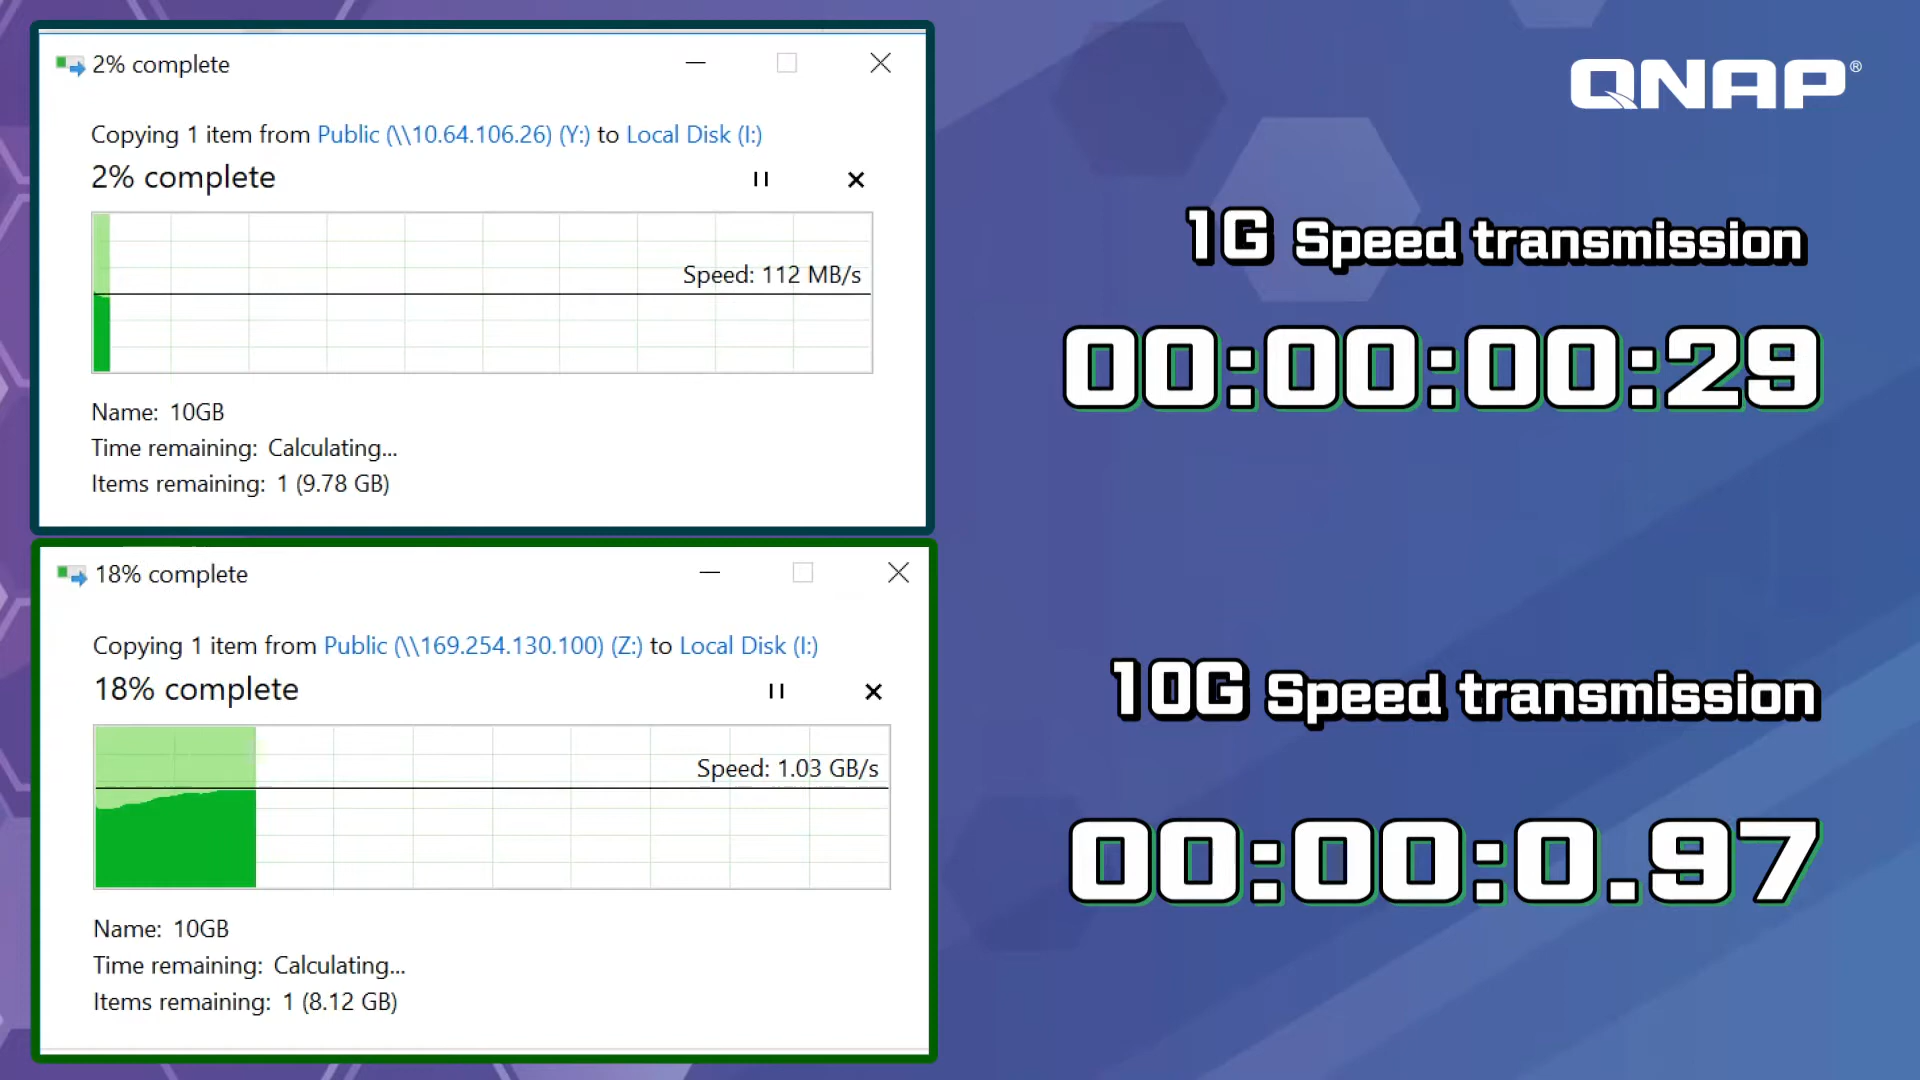 2% complete
Copying 1 item from Public (\\10.64.106.26) (Y:) to Local Disk (I:)
2% complete
Speed: 112 MB/s
Name: 10GB
Time remaining: Calculating...
Items remaining: 1 (9.78 GB)
18% complete
Copying 1 item from Public (\\169.254.130.100) (Z:) to Local Disk (I:)
18% complete
Speed: 1.03 GB/s
Name: 10GB
Time remaining: Calculating...
Items remaining: 1 (8.12 GB)
QNAP®
1G Speed transmission
00:00:00:29
10G Speed transmission
00:00:0.97